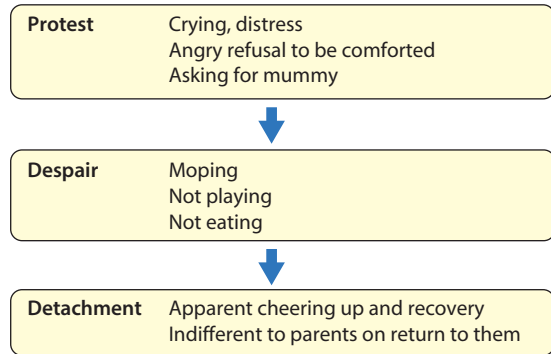 Protest Crying, distress
Angry refusal to be comforted
Asking for mummy
Despair Moping
Not playing
Not eating
Detachment Apparent cheering up and recovery
Indifferent to parents on return to them